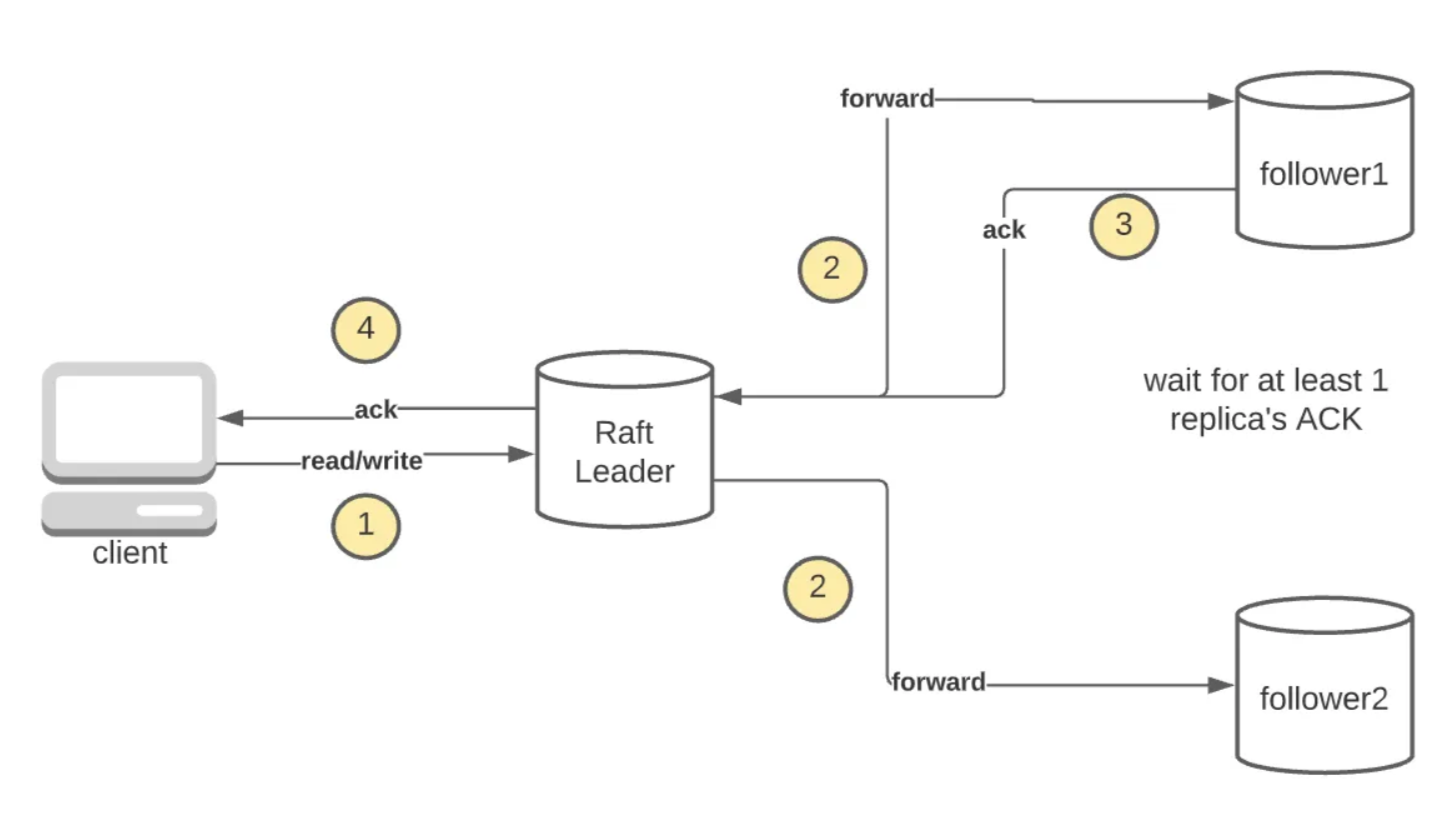 forward
follower1
ack
3
2
4
wait for at least 1
replica's ACK
ack
Raft
Leader
read/write
1
client
2
forward
follower2